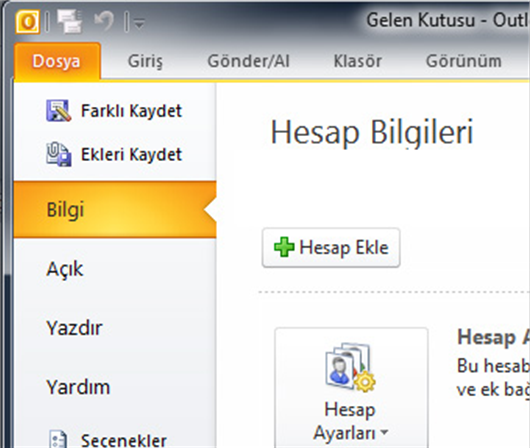 Gelen Kutusu - Outl
Dosya Giriş Gönder/Al Klasör Görünüm
Farklı Kaydet
Ekleri Kaydet
Bilgi
Açık
Yazdır
Yardım
Seçenekler
Hesap Bilgileri
Hesap Ekle
Hesap
Ayarları
Hesap A
Bu hesab
ve ek bağ